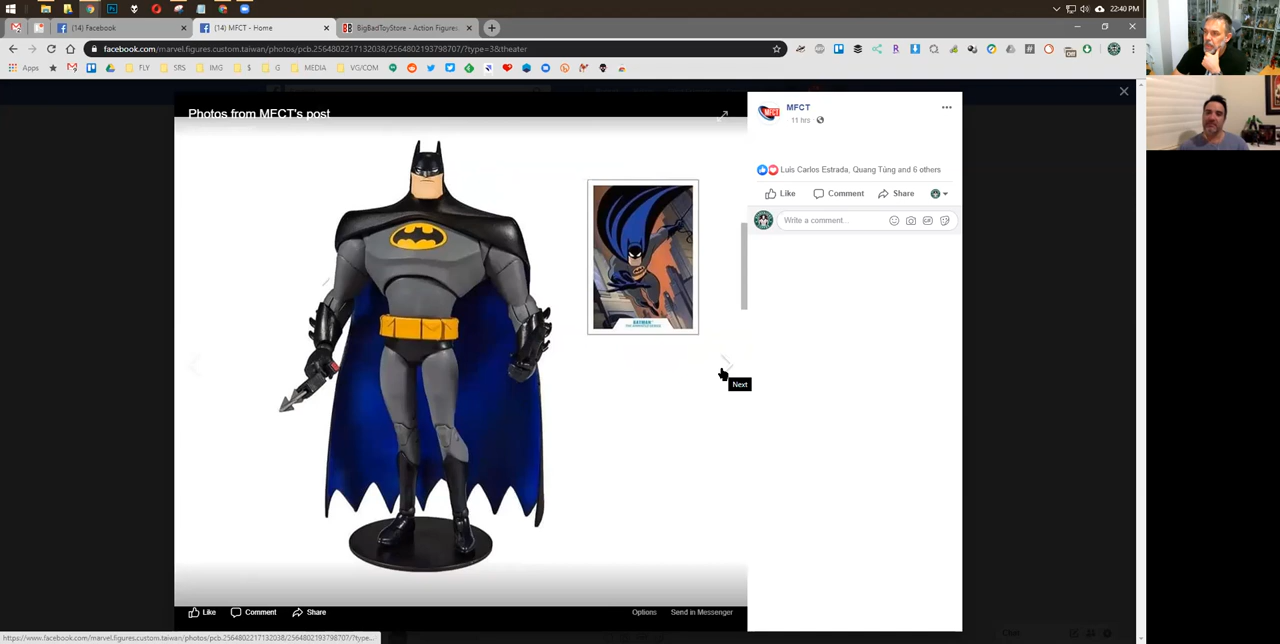 22:40 PM
(14) Facebook
(14) MFCT - Home
BigBadToyStore - Action Figures
facebook.com/marvel.figures.custom.taiwan/photos/pcb.2564802217132038/2564802193798707/?type=3&theater
Apps
FLY
SRS
IMG
$
G
MEDIA
VG/COM
Photos from MFCT's post
MFCT
11 hrs ·
Luis Carlos Estrada, Quang Tùng and 6 others
Like
Comment
Share
Write a comment...
BATMAN
Next
Like
Comment
Share
Options
Send in Messenger
https://www.facebook.com/marvel.figures.custom.taiwan/photos/pcb.2564802217132038/2564802193798707/?type...
Chat